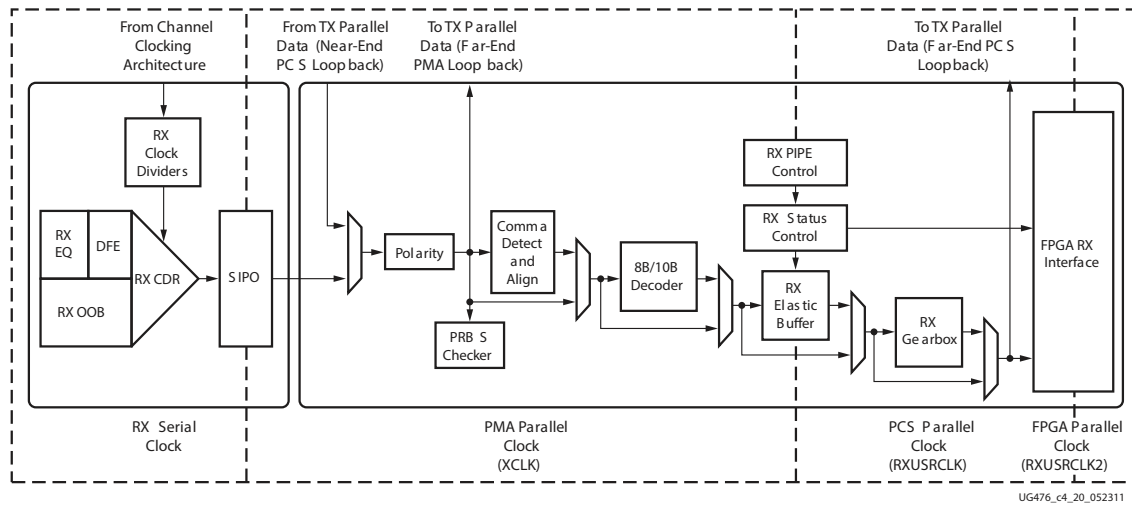 From Channel
Clocking
Architecture
From TX Parallel
Data (Near-End
PCS Loopback)
To TX Parallel
Data (Far-End
PMA Loopback)
To TX Parallel
Data (Far-End PCS
Loopback)
RX
Clock
Dividers
RX
EQ
DFE
RX OOB
RX CDR
SIPO
Polarity
PRBS
Checker
Comma
Detect
and
Align
8B/10B
Decoder
RX PIPE
Control
RX Status
Control
RX
Elastic
Buffer
RX
Gearbox
FPGA RX
Interface
RX Serial
Clock
PMA Parallel
Clock
(XCLK)
PCS Parallel
Clock
(RXUSRCLK)
FPGA Parallel
Clock
(RXUSRCLK2)
UG476_c4_20_052311